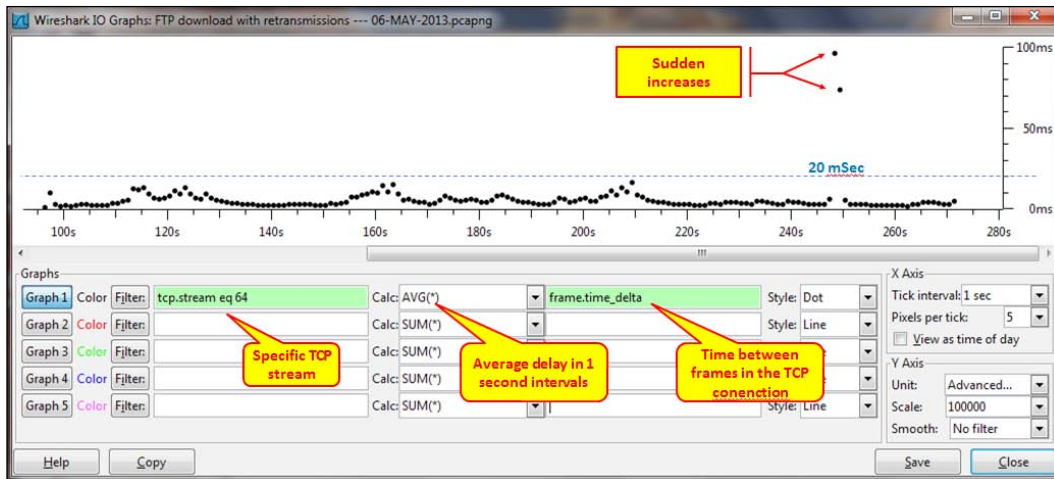 Wireshark IO Graphs: FTP download with retransmissions --- 06-MAY-2013.pcapng
100ms
Sudden
increases
50ms
20 mSec
0ms
100s 120s 140s 160s 180s 200s 220s 240s 260s 280s
Graphs
Graph 1 Color Filter: tcp.stream eq 64 Calc: AVG(*) frame.time_delta Style: Dot
Graph 2 Color Filter: Calc: SUM(*) Style: Line
Graph 3 Color Filter: Calc: SUM(*)
Graph 4 Color Filter: Calc: SUM(*)
Graph 5 Color Filter: Calc: SUM(*) Style: Line
Specific TCP
stream
Average delay in 1
second intervals
Time between
frames in the TCP
conenction
X Axis
Tick interval: 1 sec
Pixels per tick: 5
View as time of day
Y Axis
Unit: Advanced...
Scale: 100000
Smooth: No filter
Help Copy Save Close